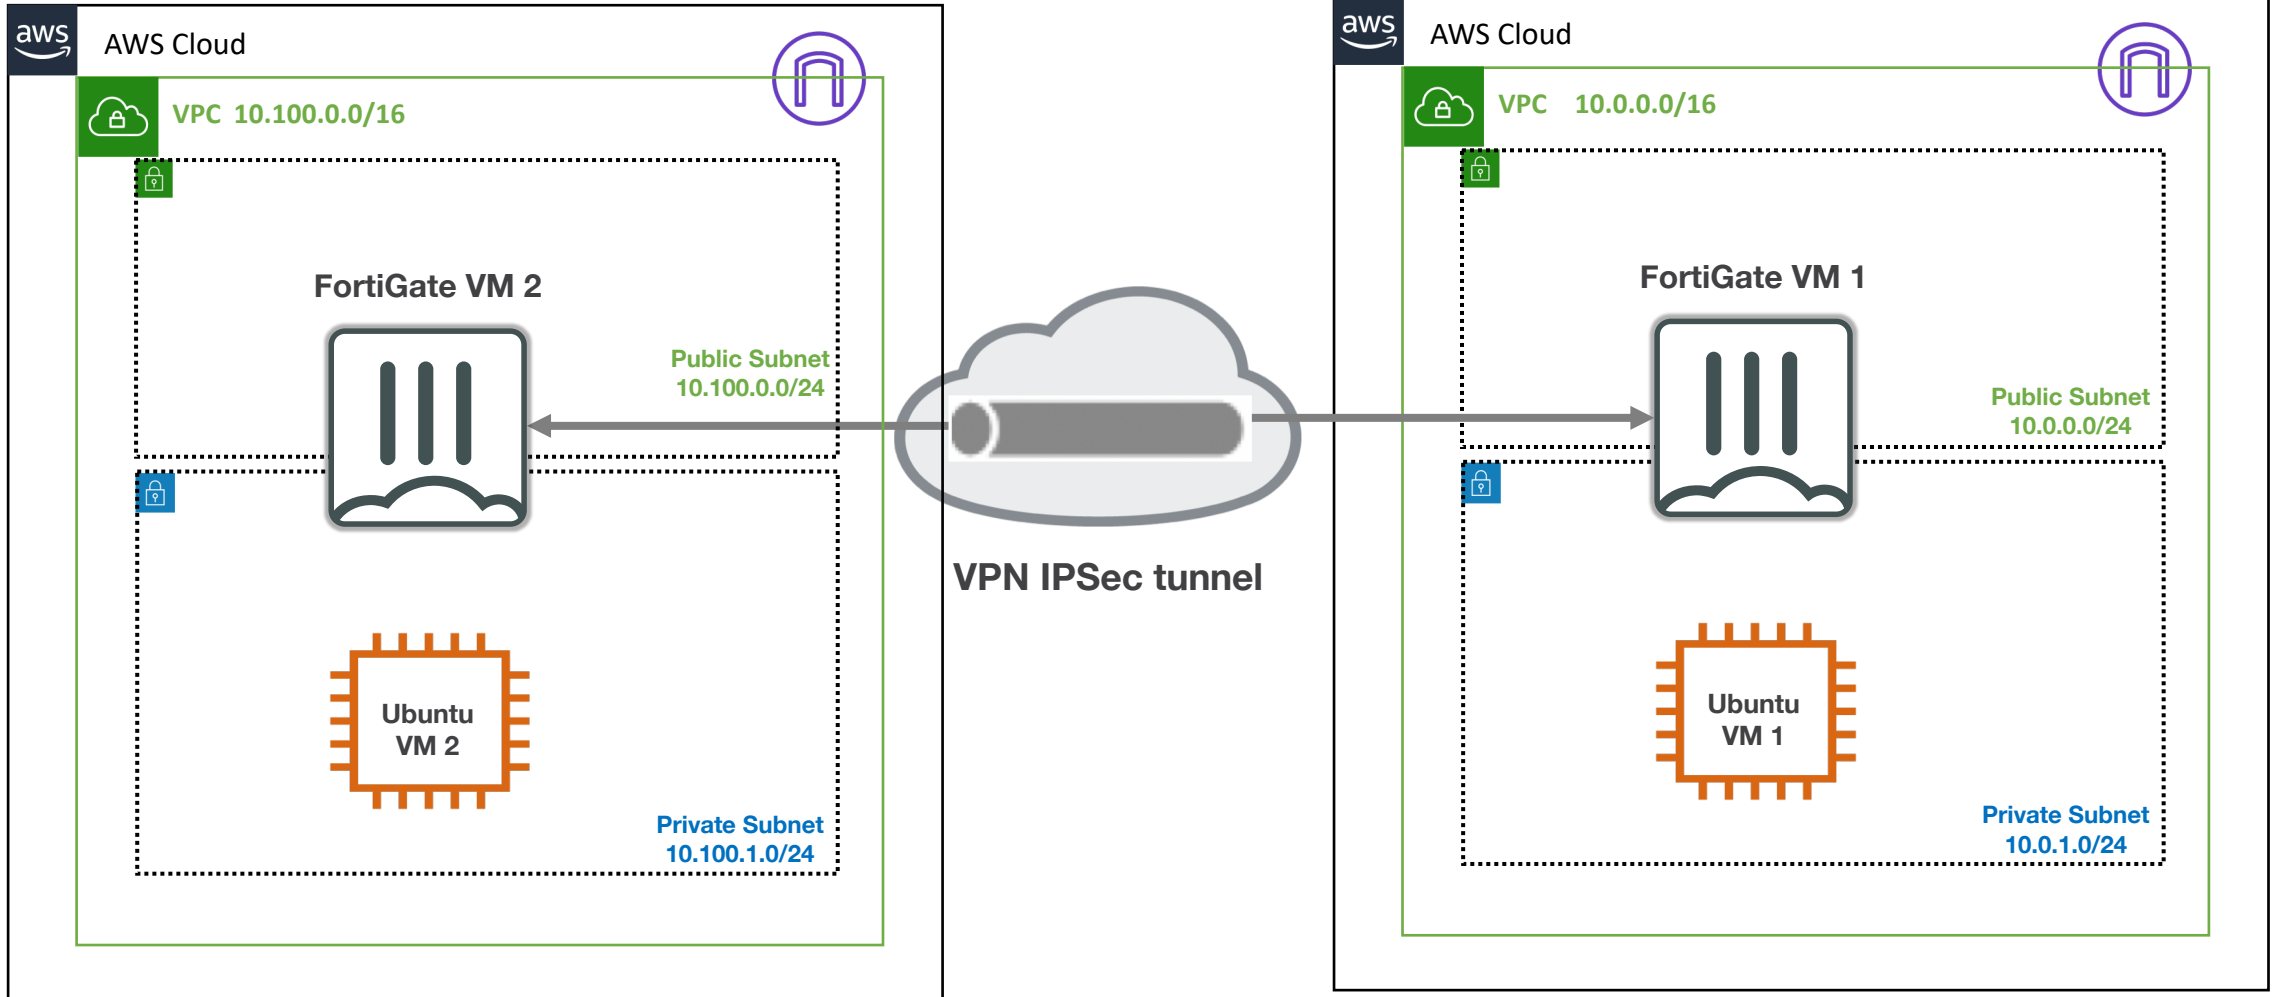 aws
AWS Cloud
VPC 10.100.0.0/16
FortiGate VM 2
Public Subnet
10.100.0.0/24
Ubuntu
VM 2
Private Subnet
10.100.1.0/24
VPN IPSec tunnel
aws
AWS Cloud
VPC 10.0.0.0/16
FortiGate VM 1
Public Subnet
10.0.0.0/24
Ubuntu
VM 1
Private Subnet
10.0.1.0/24